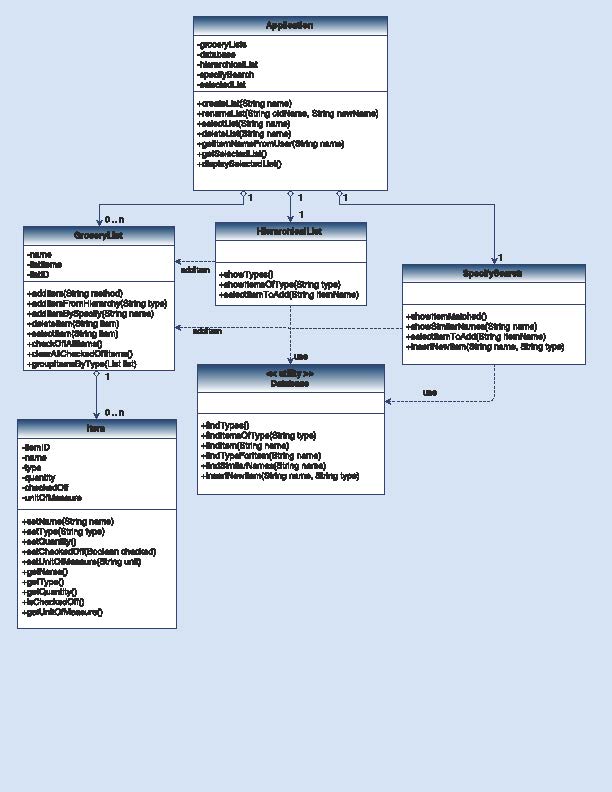 Application
-groceryLists
-database
-hierarchicalList
-specifySearch
-selectedList
+createList(String name)
+renameList(String oldName, String newName)
+selectList(String name)
+deleteList(String name)
+getItemNameFromUser(String name)
+getSelectedList()
+displaySelectedList()
1
1
1
0..n
1
1
GroceryList
-name
-listItems
-listID
+addItem(String method)
+addItemFromHierarchy(String type)
+addItemBySpecify(String name)
+deleteItem(String item)
+selectItem(String item)
+checkOffAllItems()
+clearAllCheckedOffItems()
+groupItemsByType(List list)
HierarchicalList
+showTypes()
+showItemsOfType(String type)
+selectItemToAdd(String itemName)
SpecifySearch
+showItemMatched()
+showSimilarNames(String name)
+selectItemToAdd(String itemName)
+insertNewItem(String name, String type)
addItem
addItem
use
use
<< utility >>
Database
+findTypes()
+findItemsOfType(String type)
+findItem(String name)
+findTypeForItem(String name)
+findSimilarNames(String name)
+insertNewItem(String name, String type)
1
0..n
Item
-itemID
-name
-type
-quantity
-checkedOff
-unitOfMeasure
+setName(String name)
+setType(String type)
+setQuantity()
+setCheckedOff(Boolean checked)
+setUnitOfMeasure(String unit)
+getName()
+getType()
+getQuantity()
+isCheckedOff()
+getUnitOfMeasure()